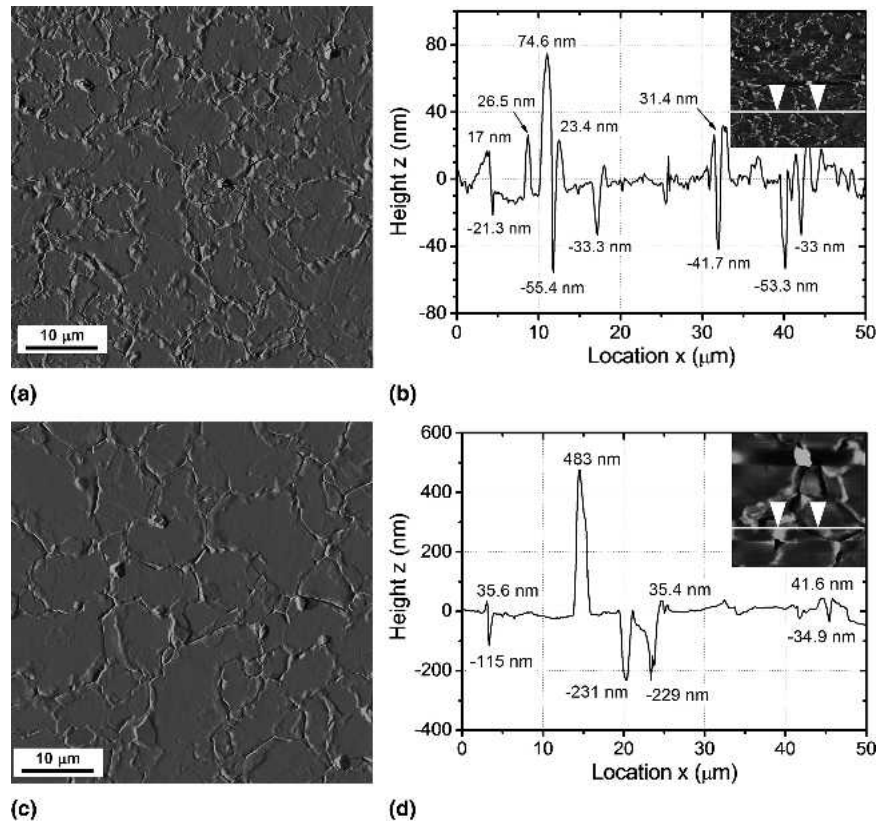 10 μm
(a)
80
40
0
-40
-80
Height z (nm)
74.6 nm
26.5 nm
31.4 nm
17 nm
23.4 nm
-21.3 nm
-33.3 nm
-33 nm
-41.7 nm
-55.4 nm
-53.3 nm
0 10 20 30 40 50
Location x (μm)
(b)
10 μm
(c)
600
400
200
0
-200
-400
Height z (nm)
483 nm
35.6 nm
35.4 nm
41.6 nm
-34.9 nm
-115 nm
-231 nm
-229 nm
0 10 20 30 40 50
Location x (μm)
(d)